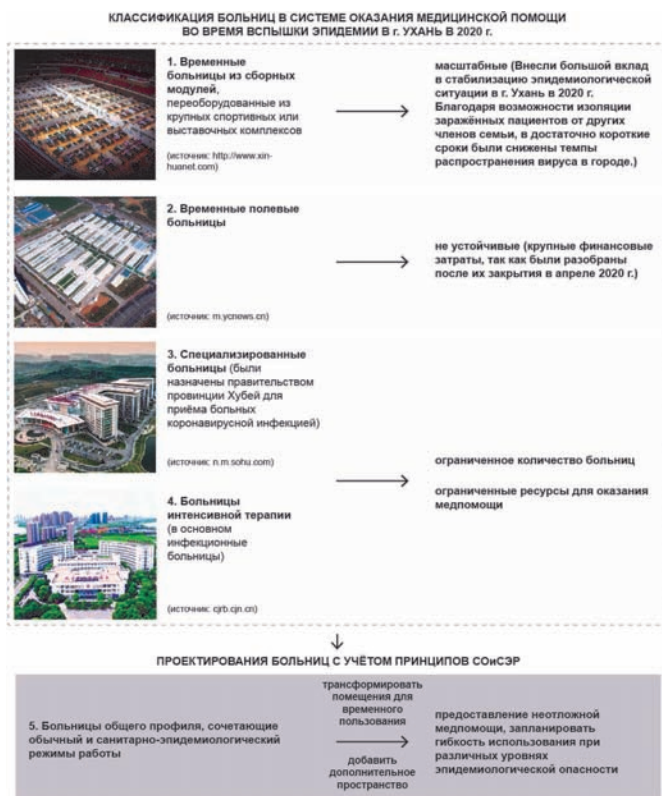 КЛАССИФИКАЦИЯ БОЛЬНИЦ В СИСТЕМЕ ОКАЗАНИЯ МЕДИЦИНСКОЙ ПОМОЩИ
ВО ВРЕМЯ ВСПЫШКИ ЭПИДЕМИИ В г. УХАНЬ В 2020 г.
1. Временные
больницы из сборных
модулей,
переоборудованные из
крупных спортивных или
выставочных комплексов
(источник: http://www.xin-
huanet.com)
масштабные (Внесли большой вклад
в стабилизацию эпидемиологической
ситуации в г. Ухань в 2020 г.
Благодаря возможности изоляции
заражённых пациентов от других
членов семьи, в достаточно короткие
сроки были снижены темпы
распространения вируса в городе.)
2. Временные полевые
больницы
(источник: m.ycnews.cn)
не устойчивые (крупные финансовые
затраты, так как были разобраны
после их закрытия в апреле 2020 г.)
3. Специализированные
больницы (были
назначены правительством
провинции Хубей для
приёма больных
коронавирусной инфекцией)
(источник: n.m.sohu.com)
4. Больницы
интенсивной терапии
(в основном
инфекционные
больницы)
(источник: cjrb.cjn.cn)
ограниченное количество больниц
ограниченные ресурсы для оказания
медпомощи
ПРОЕКТИРОВАНИЯ БОЛЬНИЦ С УЧЁТОМ ПРИНЦИПОВ СОиСЭР
5. Больницы общего профиля, сочетающие
обычный и санитарно-эпидемиологический
режимы работы
трансформировать
помещения для
временного
пользования
добавить
дополнительное
пространство
предоставление неотложной
медпомощи, запланировать
гибкость использования при
различных уровнях
эпидемиологической опасности